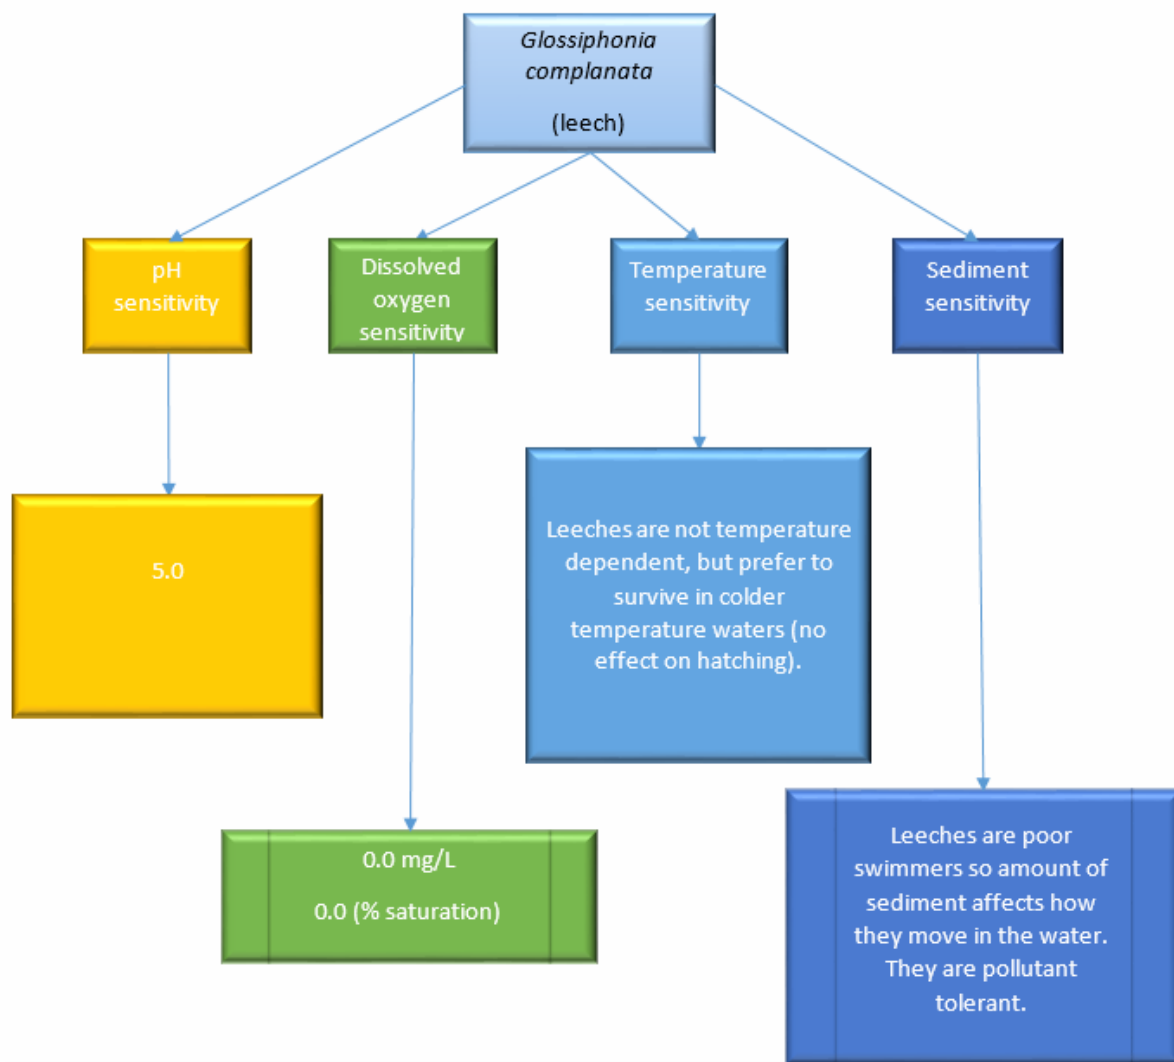 Glossiphonia
complanata
(leech)
pH
sensitivity
Dissolved
oxygen
sensitivity
Temperature
sensitivity
Sediment
sensitivity
5.0
Leeches are not temperature
dependent, but prefer to
survive in colder
temperature waters (no
effect on hatching).
0.0 mg/L
0.0 (% saturation)
Leeches are poor
swimmers so amount of
sediment affects how
they move in the water.
They are pollutant
tolerant.